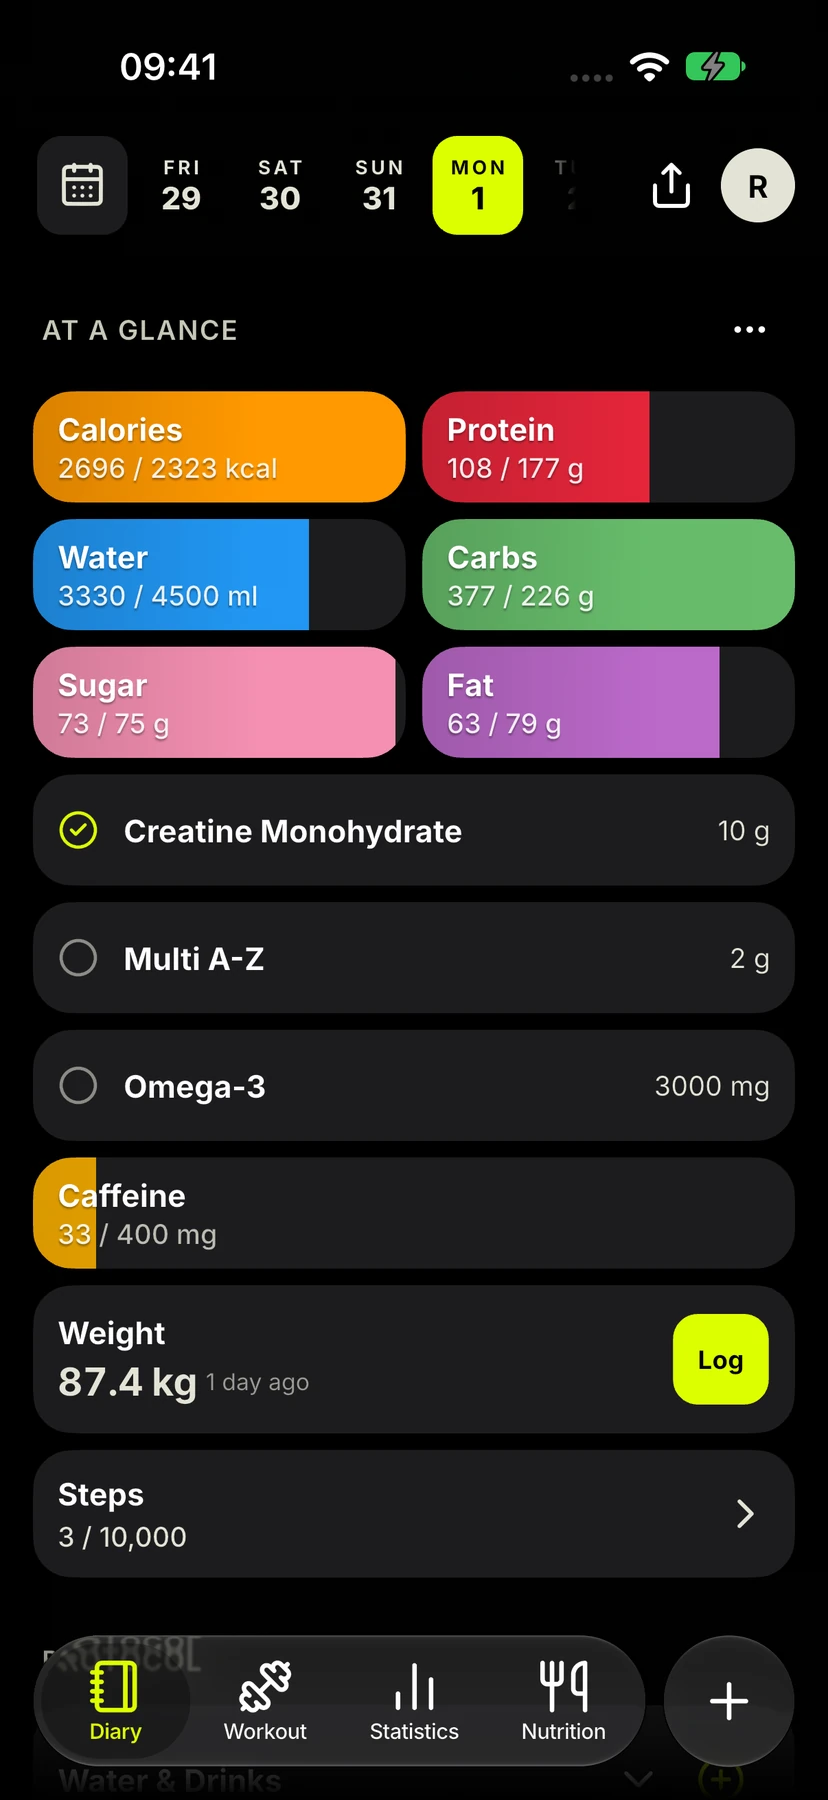 09:41
FRI
29
SAT
30
SUN
31
MON
1
R
AT A GLANCE
Calories
2696 / 2323 kcal
Protein
108 / 177 g
Water
3330 / 4500 ml
Carbs
377 / 226 g
Sugar
73 / 75 g
Fat
63 / 79 g
Creatine Monohydrate
10 g
Multi A-Z
2 g
Omega-3
3000 mg
Caffeine
33 / 400 mg
Weight
87.4 kg 1 day ago
Log
Steps
3 / 10,000
Diary
Workout
Statistics
Nutrition
Water & Drinks